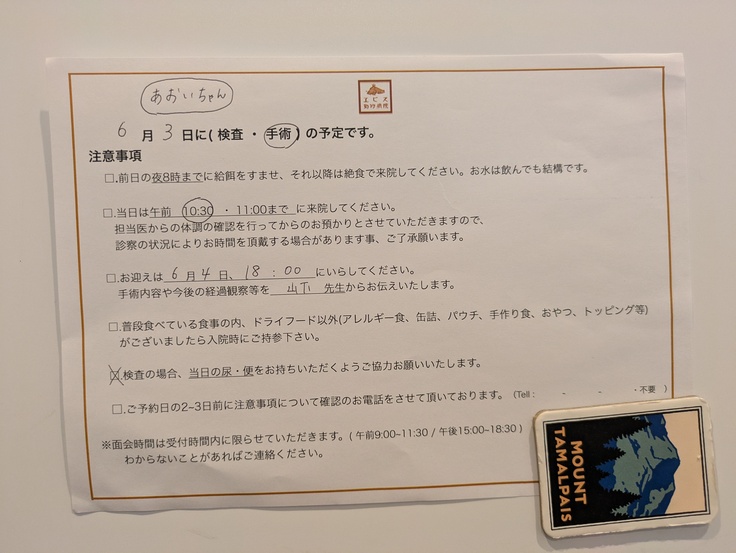 あおいちゃん
エビス
動物病院
6 月 3 日に( 検査 ・ 手術 ) の予定です。
注意事項
□.前日の夜8時までに給餌をすませ、それ以降は絶食で来院してください。お水は飲んでも結構です。
□.当日は午前 10:30 ・ 11:00まで に来院してください。
担当医からの体調の確認を行ってからのお預かりとさせていただきますので、
診察の状況によりお時間を頂戴する場合があります事、ご了承願います。
□.お迎えは 6 月 4 日、 18 : 00 にいらしてください。
手術内容や今後の経過観察等を 山下 先生からお伝えいたします。
□.普段食べている食事の内、ドライフード以外(アレルギー食、缶詰、パウチ、手作り食、おやつ、トッピング等)
がございましたら入院時にご持参下さい。
□.検査の場合、当日の尿・便をお持ちいただくようご協力お願いいたします。
□.ご予約日の2~3日前に注意事項について確認のお電話をさせて頂いております。 (Tell : - - ・不要 )
※面会時間は受付時間内に限らせていただきます。( 午前9:00~11:30 / 午後15:00~18:30 )
わからないことがあればご連絡ください。
MOUNT
TAMALPAIS